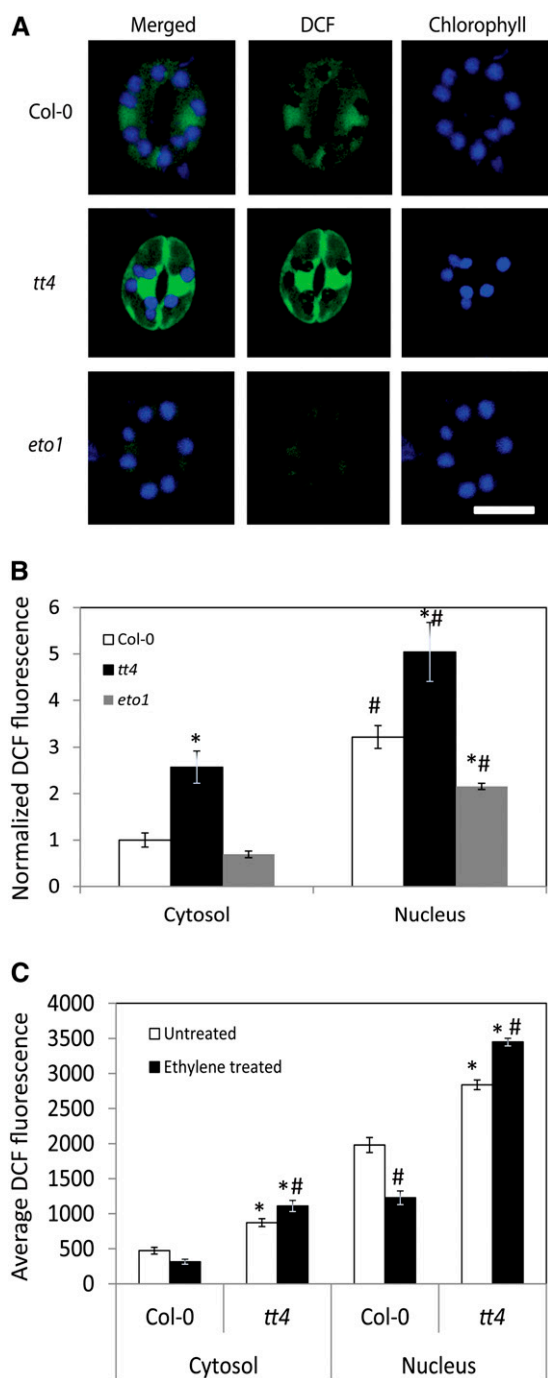 A
Merged DCF Chlorophyll
Col-0
tt4
eto1
B
Normalized DCF fluorescence
6
5
4
3
2
1
0
Col-0
tt4
eto1
*
#
*#
*#
Cytosol Nucleus
C
Average DCF fluorescence
4000
3500
3000
2500
2000
1500
1000
500
0
Untreated
Ethylene treated
*
*#
#
*
* #
Col-0 tt4 Col-0 tt4
Cytosol Nucleus